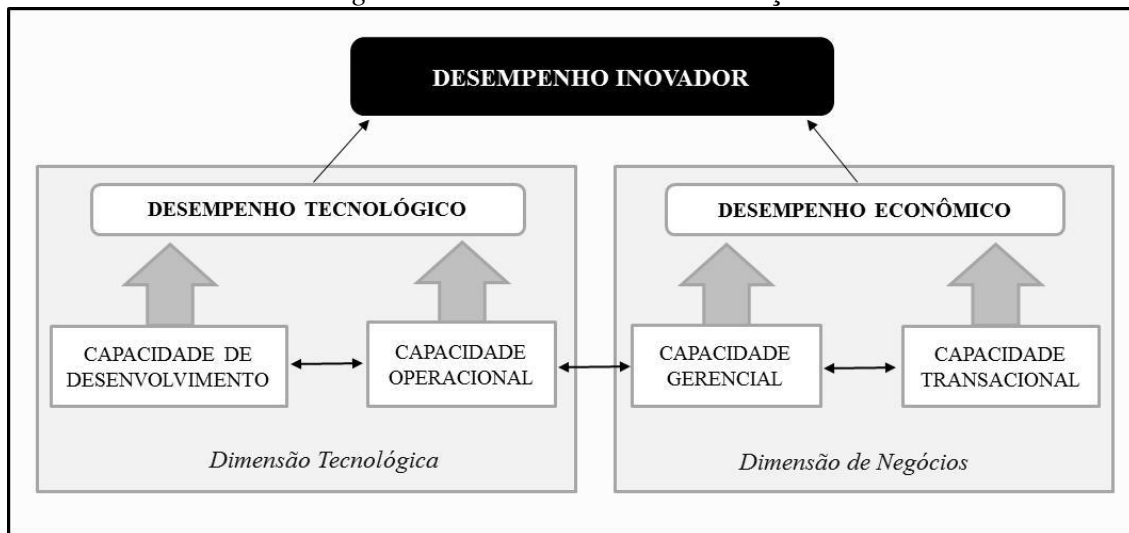 DESEMPENHO INOVADOR
DESEMPENHO TECNOLÓGICO
DESEMPENHO ECONÔMICO
CAPACIDADE DE
DESENVOLVIMENTO
CAPACIDADE
OPERACIONAL
CAPACIDADE
GERENCIAL
CAPACIDADE
TRANSACIONAL
Dimensão Tecnológica
Dimensão de Negócios